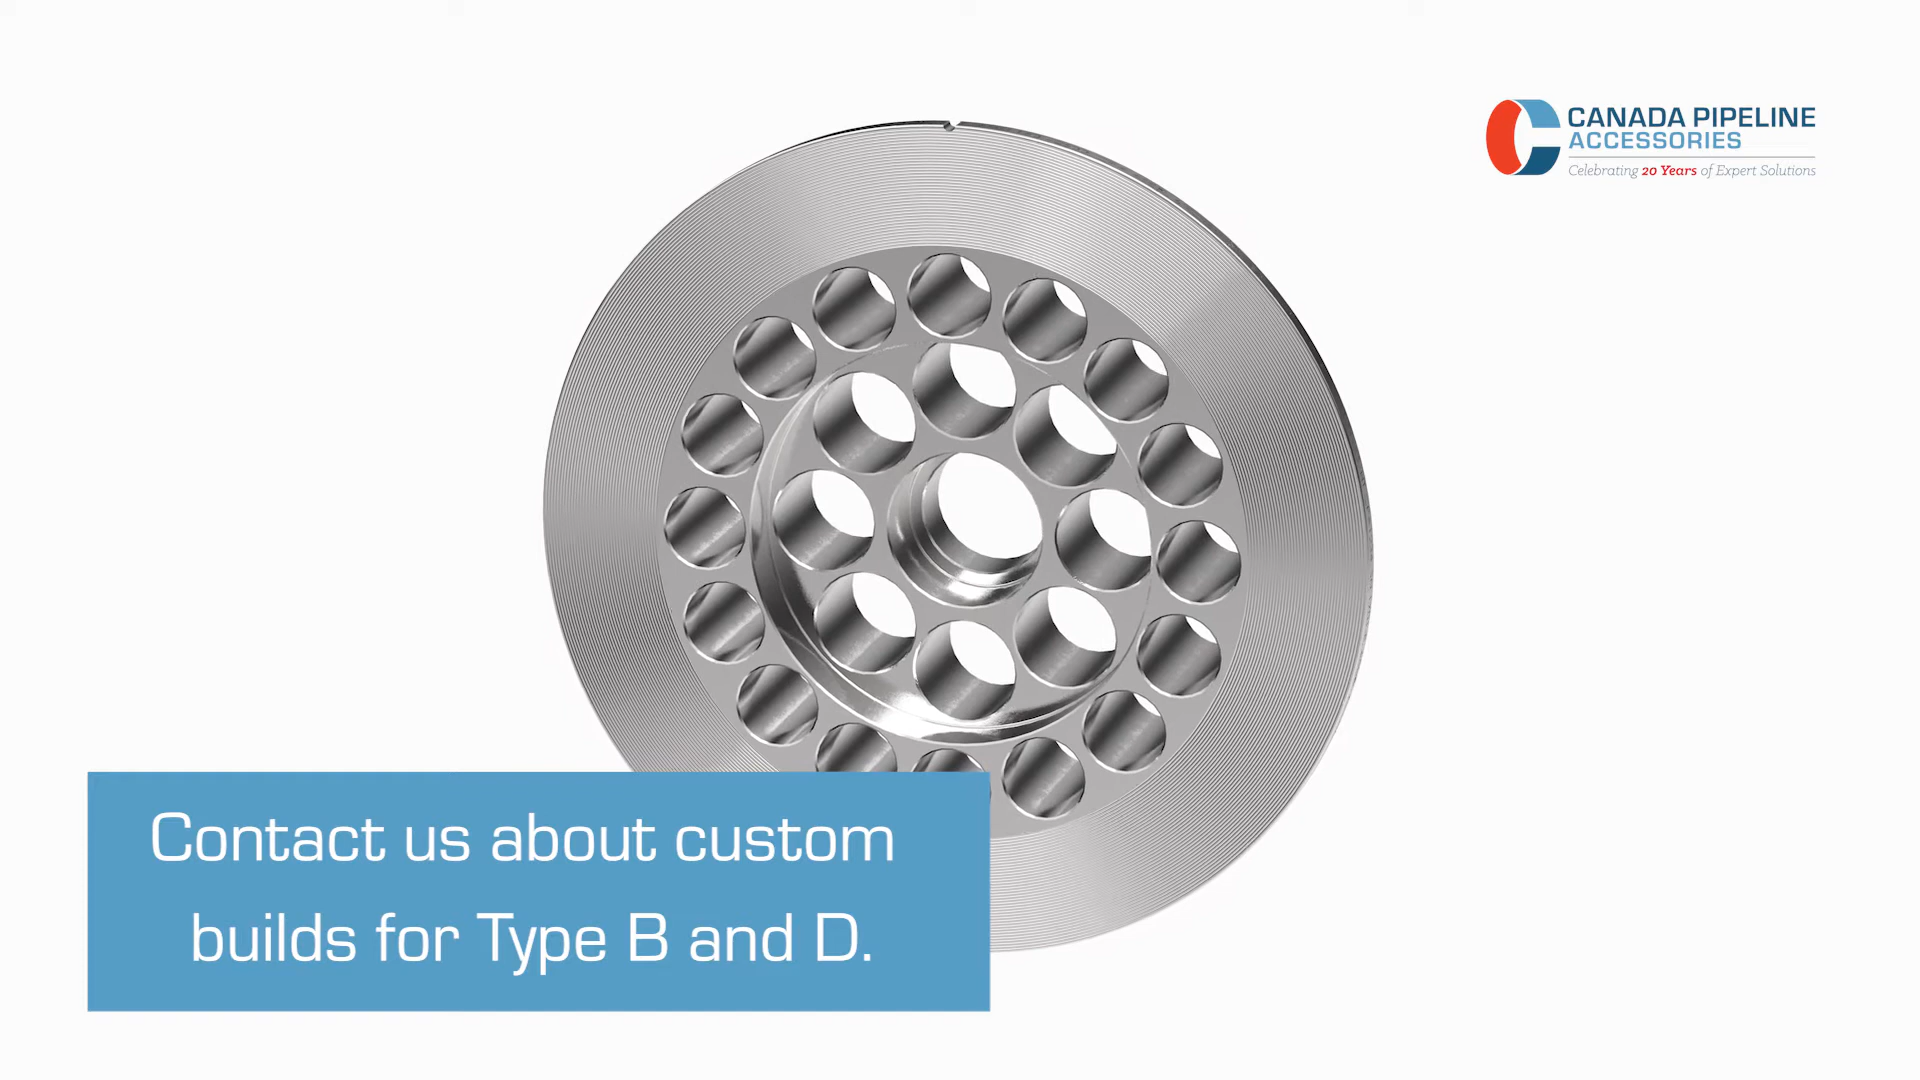 CANADA PIPELINE
ACCESSORIES
Celebrating 20 Years of Expert Solutions
Contact us about custom
builds for Type B and D.